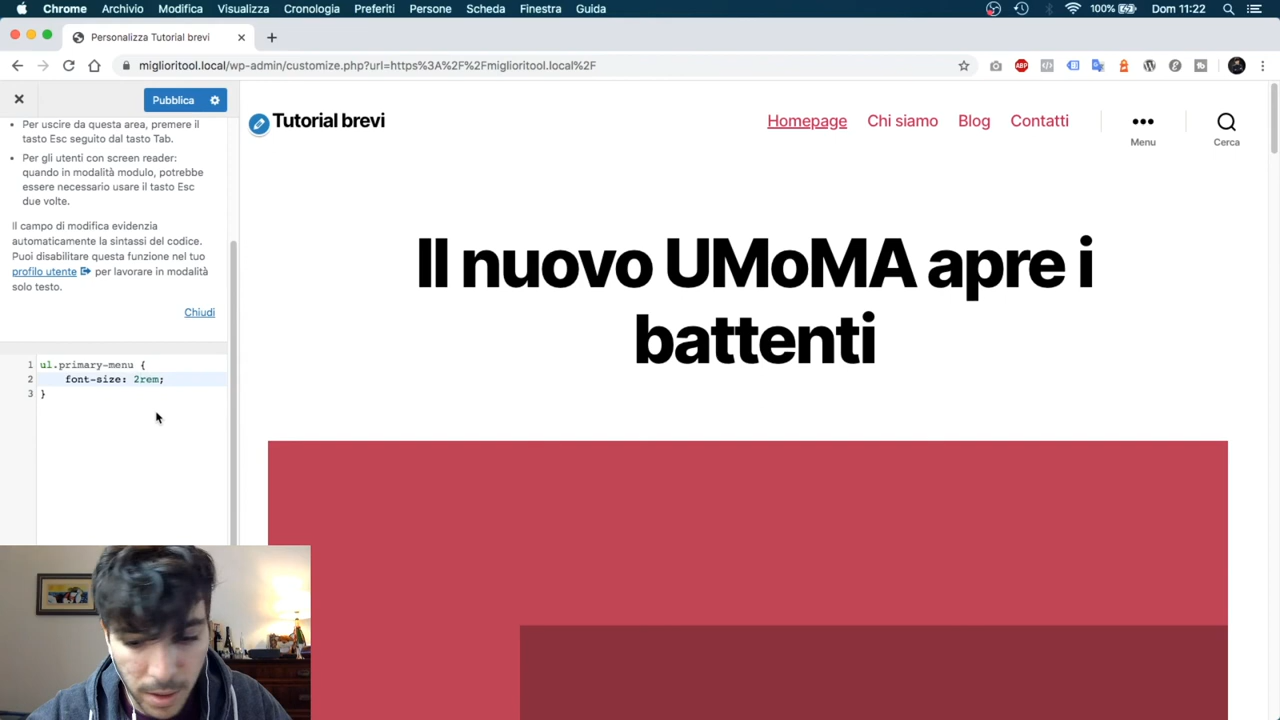 Chrome Archivio Modifica Visualizza Cronologia Preferiti Persone Scheda Finestra Guida 100% Dom 11:22
Personalizza Tutorial brevi
miglioritool.local/wp-admin/customize.php?url=https%3A%2F%2Fmiglioritool.local%2F
ABP
Pubblica
Per uscire da questa area, premere il
tasto Esc seguito dal tasto Tab.
Per gli utenti con screen reader:
quando in modalità modulo, potrebbe
essere necessario usare il tasto Esc
due volte.
Il campo di modifica evidenzia
automaticamente la sintassi del codice.
Puoi disabilitare questa funzione nel tuo
profilo utente per lavorare in modalità
solo testo.
Chiudi
1 ul.primary-menu {
2 font-size: 2rem;
3 }
Tutorial brevi
Homepage Chi siamo Blog Contatti
Menu
Cerca
Il nuovo UMoMA apre i
battenti